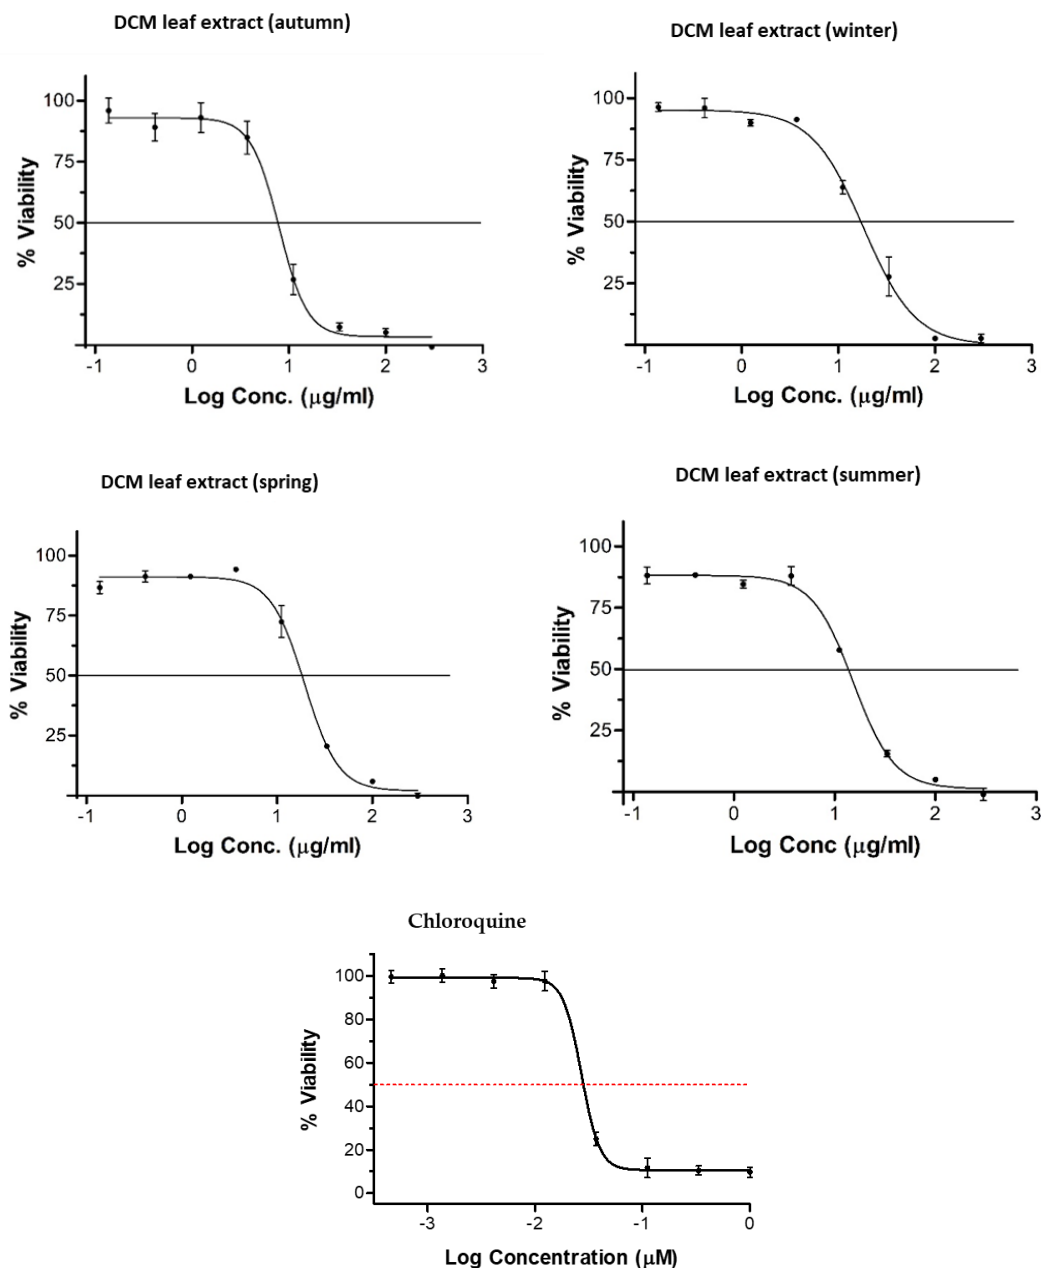 DCM leaf extract (autumn)
100
75
50
25
% Viability
-1 0 1 2 3
Log Conc. (μg/ml)
DCM leaf extract (winter)
100
75
50
25
% Viability
-1 0 1 2 3
Log Conc. (μg/ml)
DCM leaf extract (spring)
100
75
50
25
% Viability
-1 0 1 2 3
Log Conc. (μg/ml)
DCM leaf extract (summer)
100
75
50
25
% Viability
-1 0 1 2 3
Log Conc (μg/ml)
Chloroquine
100
80
60
40
20
0
% Viability
-3 -2 -1 0
Log Concentration (μM)